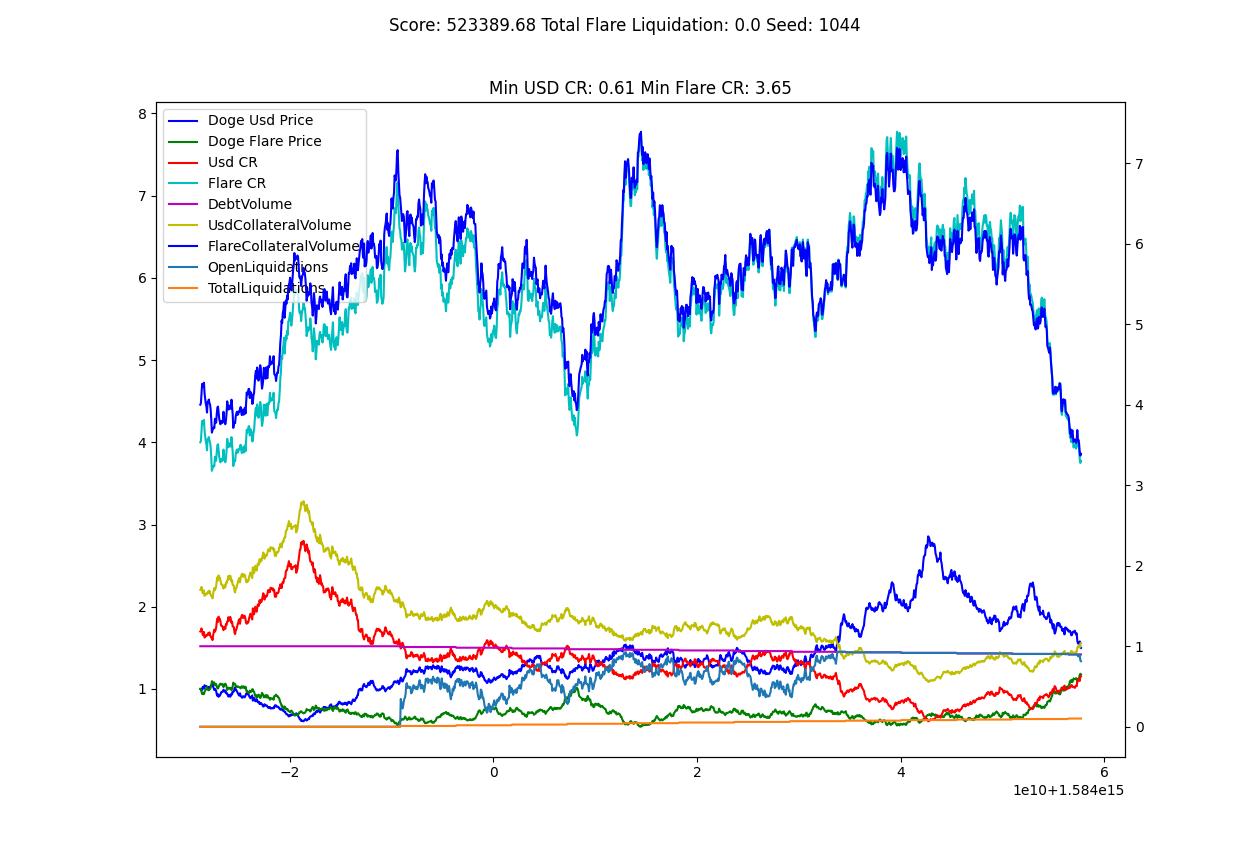 Score: 523389.68 Total Flare Liquidation: 0.0 Seed: 1044
Min USD CR: 0.61 Min Flare CR: 3.65
Doge Usd Price
Doge Flare Price
Usd CR
Flare CR
DebtVolume
UsdCollateralVolume
FlareCollateralVolume
OpenLiquidations
TotalLiquidations
8
7
6
5
4
3
2
1
7
6
5
4
3
2
1
0
−2 0 2 4 6
1e10+1.584e15